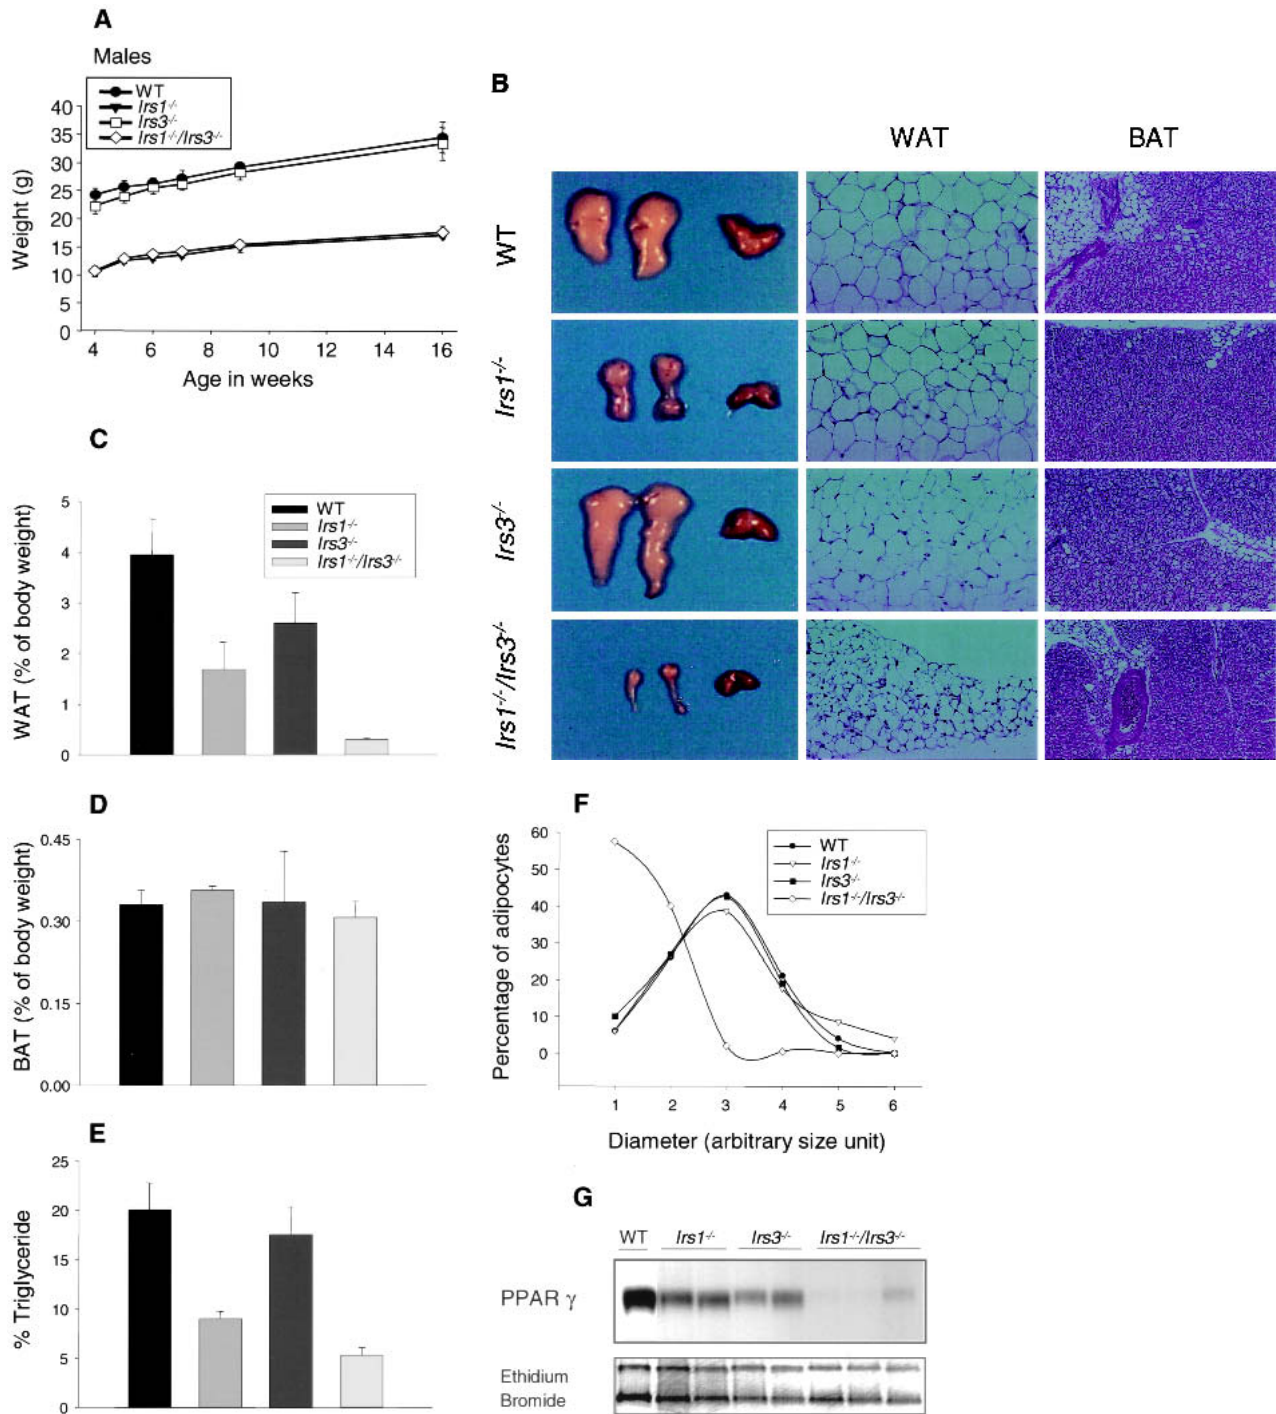 A
Males
WT
Irs1-/-
Irs3-/-
Irs1-/-/Irs3-/-
40
35
30
25
20
15
10
5
0
Weight (g)
4 6 8 10 12 14 16
Age in weeks
B
WAT BAT
WT
Irs1-/-
Irs3-/-
Irs1-/-/Irs3-/-
C
WT
Irs1-/-
Irs3-/-
Irs1-/-/Irs3-/-
5
4
3
2
1
0
WAT (% of body weight)
D
0.45
0.30
0.15
0.00
BAT (% of body weight)
E
25
20
15
10
5
0
% Triglyceride
F
WT
Irs1-/-
Irs3-/-
Irs1-/-/Irs3-/-
60
50
40
30
20
10
0
Percentage of adipocytes
1 2 3 4 5 6
Diameter (arbitrary size unit)
G
WT Irs1-/- Irs3-/- Irs1-/-/Irs3-/-
PPAR γ
Ethidium
Bromide